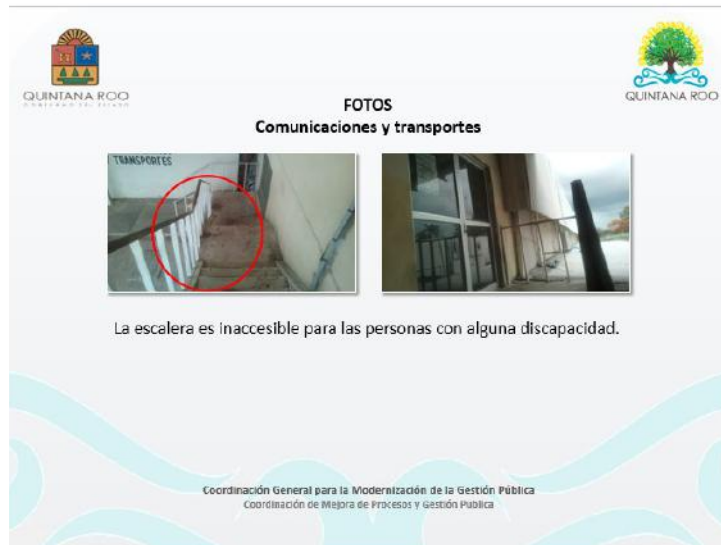 QUINTANA ROO
QUINTANA ROO
FOTOS
Comunicaciones y transportes
TRANSPORTES
La escalera es inaccesible para las personas con alguna discapacidad.
Coordinación General para la Modernización de la Gestión Pública
Coordinación de Mejora de Procesos y Gestión Publica